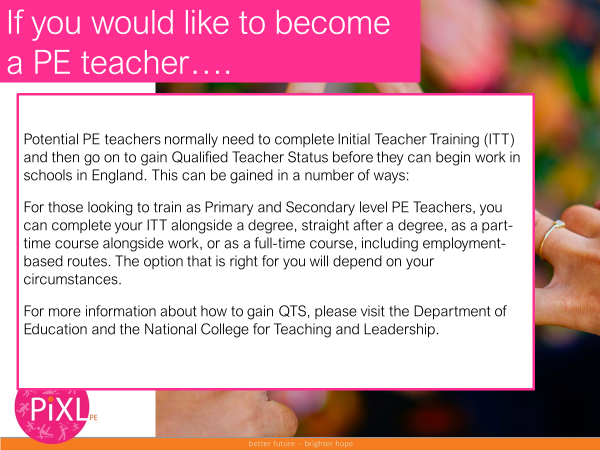 If you would like to become
a PE teacher....
Potential PE teachers normally need to complete Initial Teacher Training (ITT)
and then go on to gain Qualified Teacher Status before they can begin work in
schools in England. This can be gained in a number of ways:
For those looking to train as Primary and Secondary level PE Teachers, you
can complete your ITT alongside a degree, straight after a degree, as a part-
time course alongside work, or as a full-time course, including employment-
based routes. The option that is right for you will depend on your
circumstances.
For more information about how to gain QTS, please visit the Department of
Education and the National College for Teaching and Leadership.
PiXL PE
better future – brighter hope